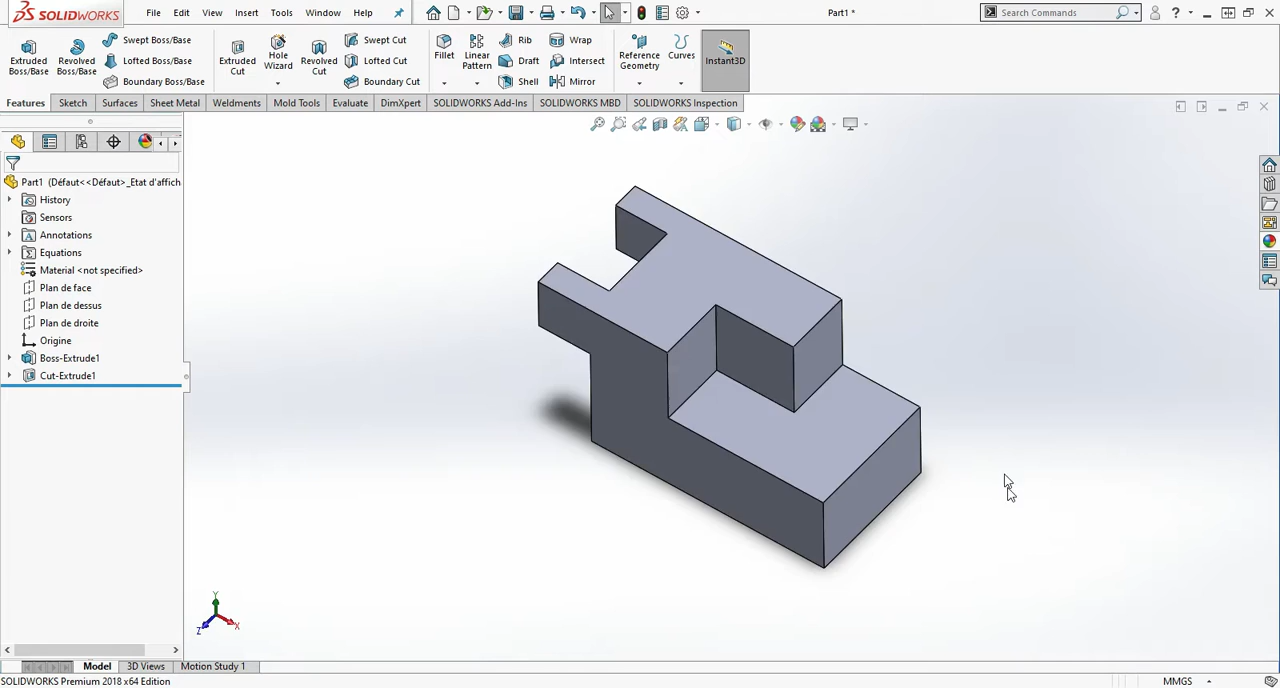 SOLIDWORKS File Edit View Insert Tools Window Help Part1 * Search Commands ?
Extruded Boss/Base
Revolved Boss/Base
Swept Boss/Base
Lofted Boss/Base
Boundary Boss/Base
Extruded Cut
Hole Wizard
Revolved Cut
Swept Cut
Lofted Cut
Boundary Cut
Fillet
Linear Pattern
Rib
Draft
Shell
Wrap
Intersect
Mirror
Reference Geometry
Curves
Instant3D
Features Sketch Surfaces Sheet Metal Weldments Mold Tools Evaluate DimXpert SOLIDWORKS Add-Ins SOLIDWORKS MBD SOLIDWORKS Inspection
Part1 (Défaut<<Défaut>_Etat d'affich
History
Sensors
Annotations
Equations
Material <not specified>
Plan de face
Plan de dessus
Plan de droite
Origine
Boss-Extrude1
Cut-Extrude1
Y
Z X
Model 3D Views Motion Study 1
SOLIDWORKS Premium 2018 x64 Edition MMGS